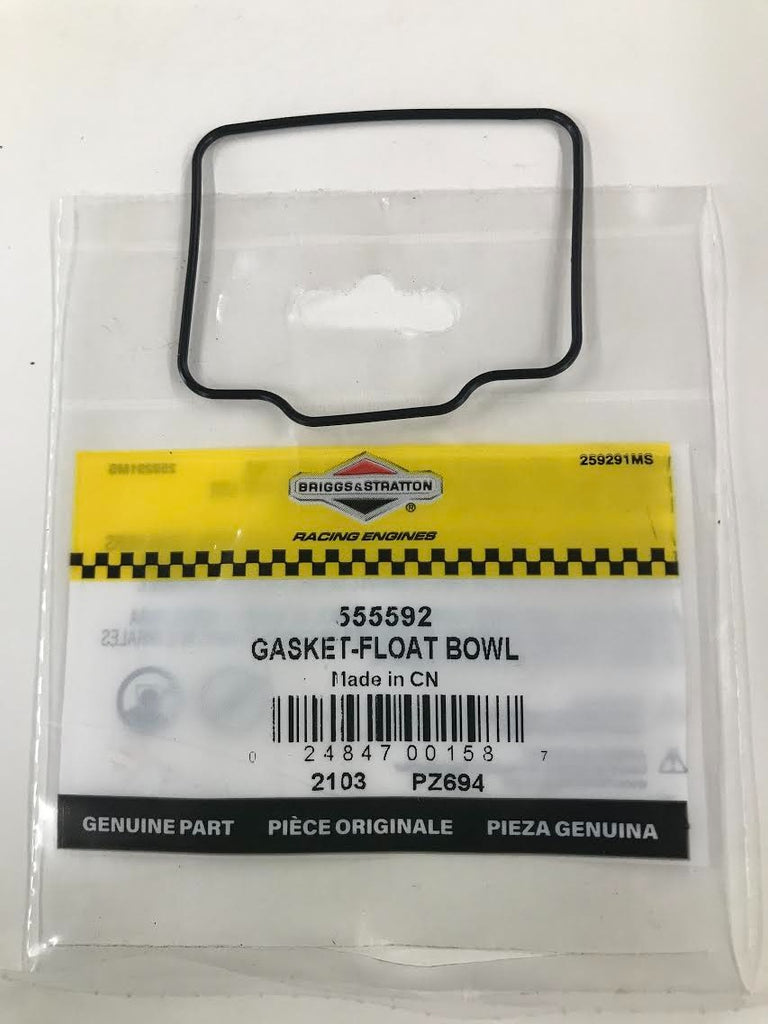 259291MS
BRIGGS&STRATTON
®
RACING ENGINES
555592
GASKET-FLOAT BOWL
Made in CN
0 24847 00158 7
2103 PZ694
GENUINE PART PIÈCE ORIGINALE PIEZA GENUINA